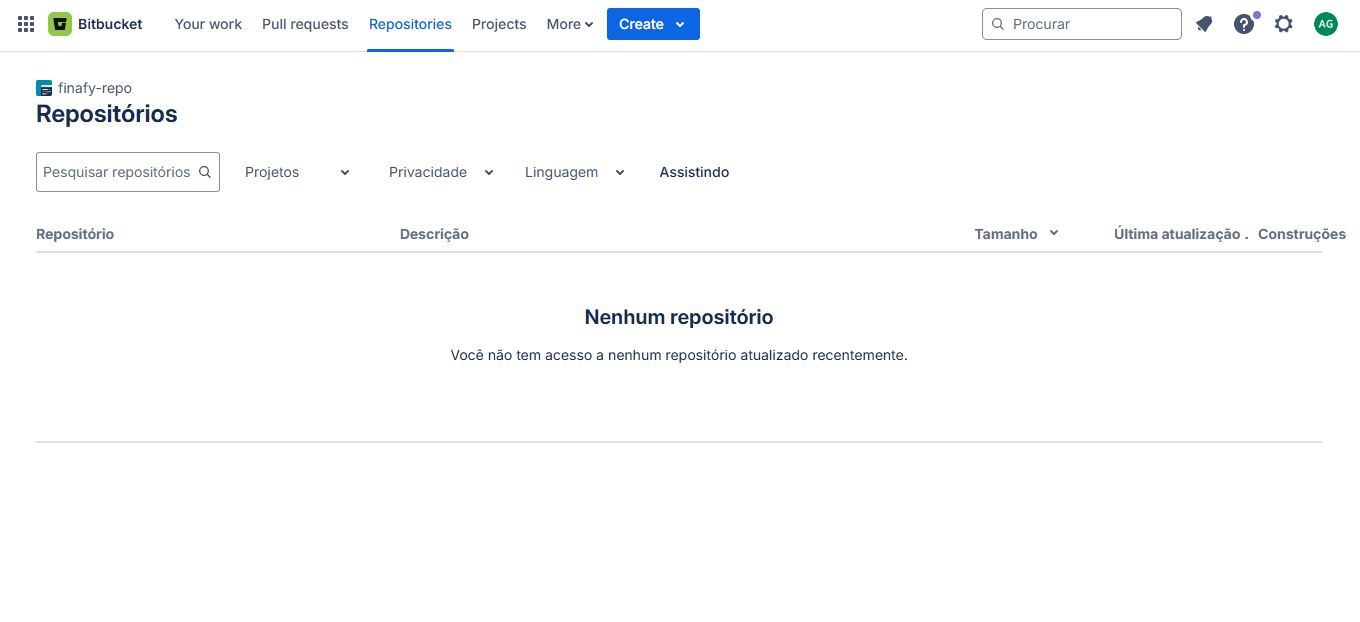 Bitbucket Your work Pull requests Repositories Projects More Create Procurar AG
finafy-repo
Repositórios
Pesquisar repositórios Projetos Privacidade Linguagem Assistindo
Repositório Descrição Tamanho Última atualização . Construções
Nenhum repositório
Você não tem acesso a nenhum repositório atualizado recentemente.